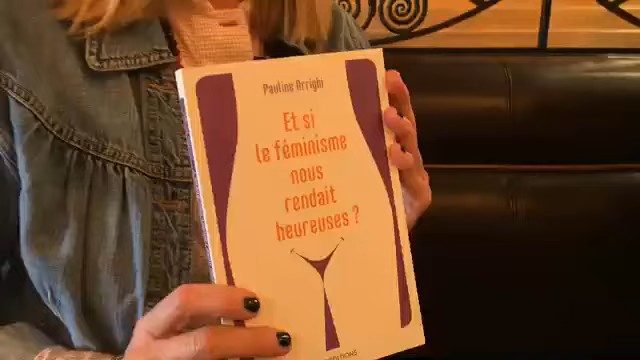 Pauline Arrighi
Et si
le féminisme
nous
rendait
heureuses ?